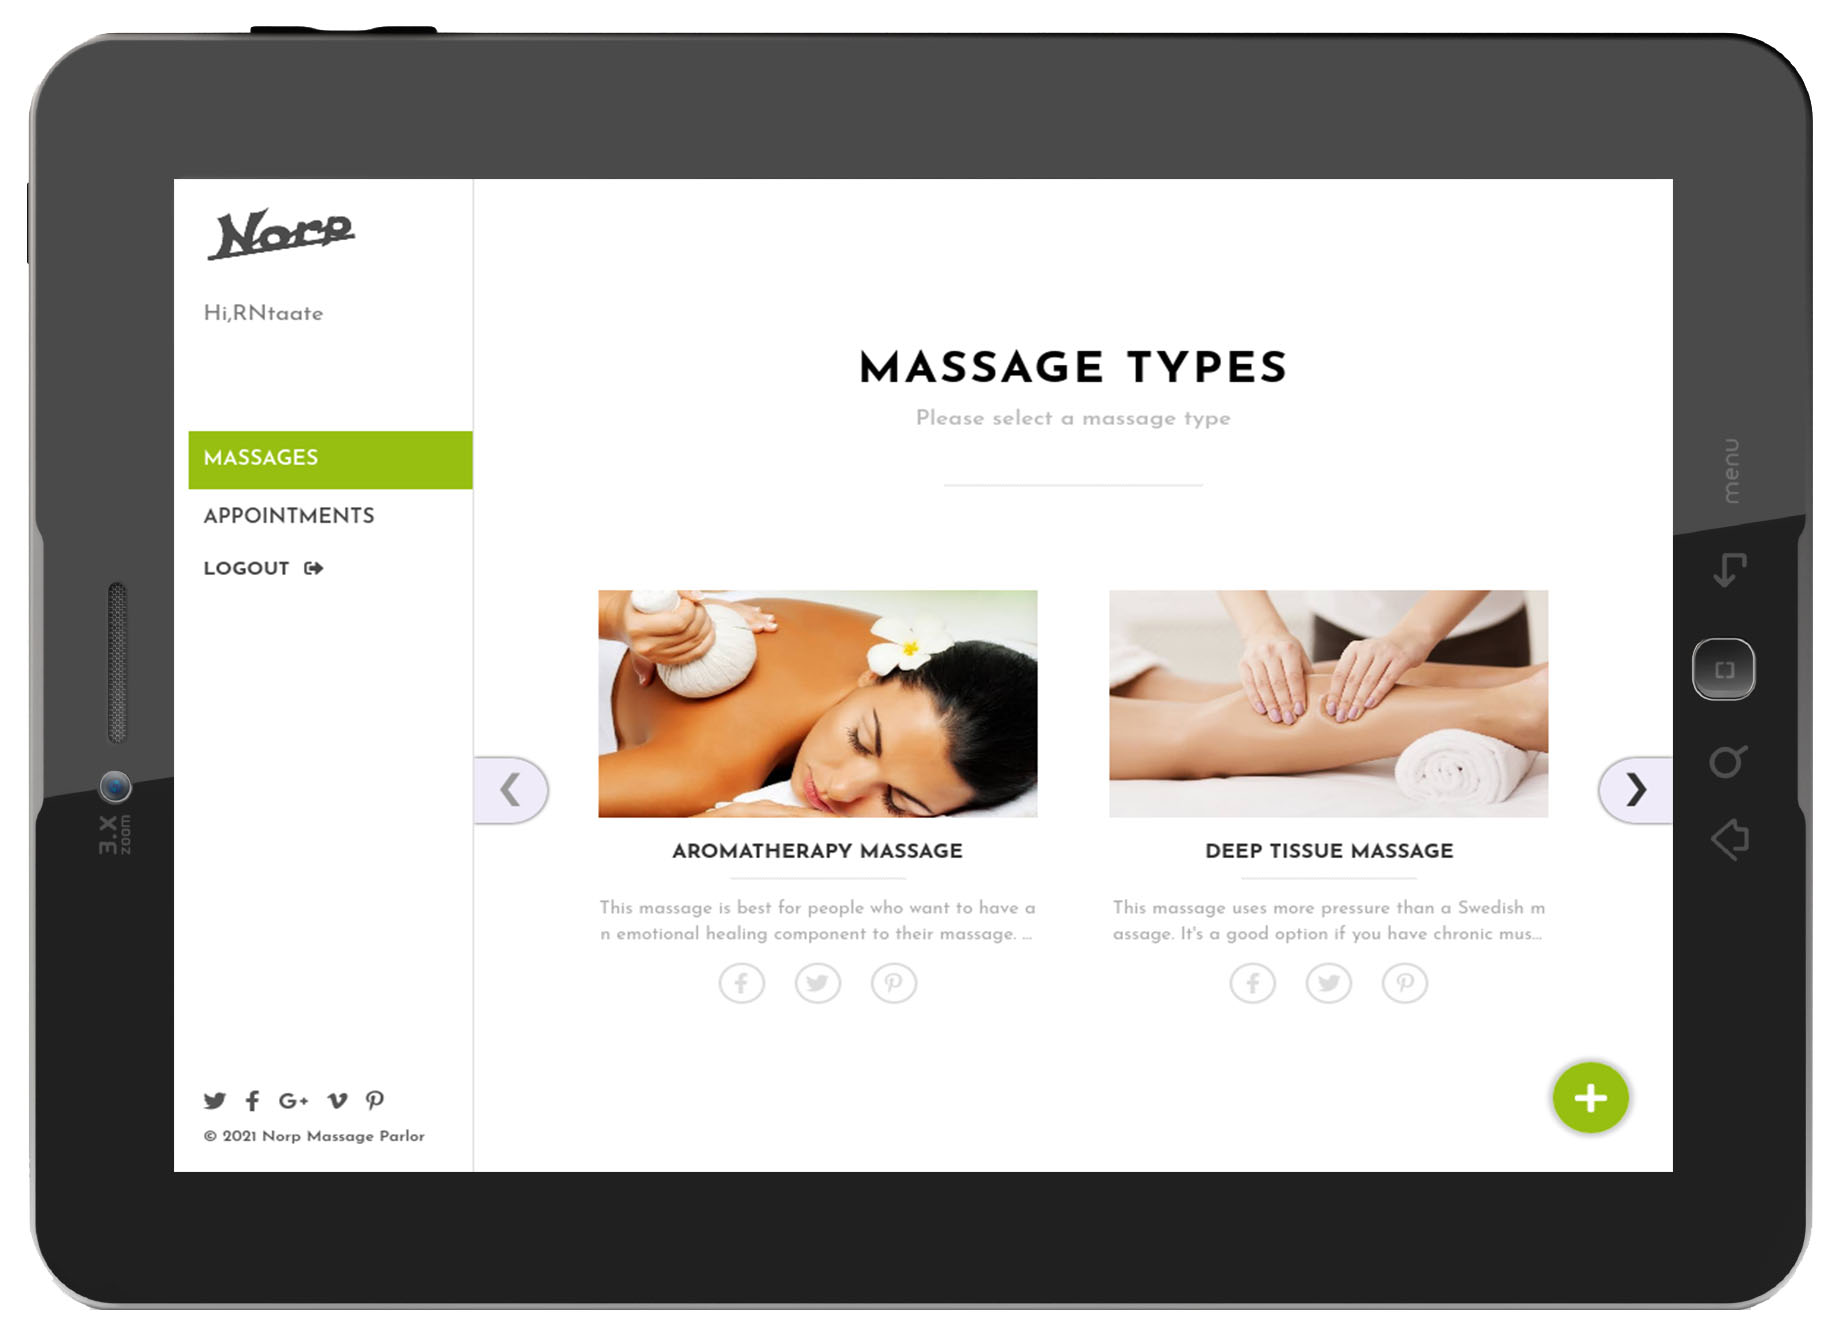 Norp
Hi,RNtaate
MASSAGES
APPOINTMENTS
LOGOUT
G+
© 2021 Norp Massage Parlor
MASSAGE TYPES
Please select a massage type
AROMATHERAPY MASSAGE
This massage is best for people who want to have a
n emotional healing component to their massage. ...
DEEP TISSUE MASSAGE
This massage uses more pressure than a Swedish m
assage. It's a good option if you have chronic mus...
menu
3.X
zoom